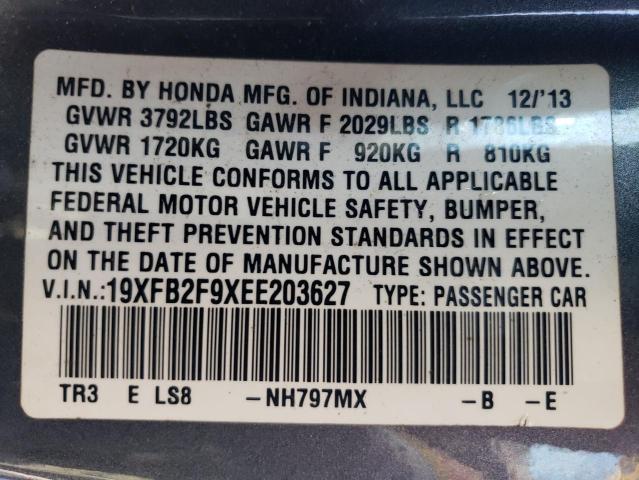 MFD. BY HONDA MFG. OF INDIANA, LLC 12/'13
GVWR 3792LBS GAWR F 2029LBS R 1786LBS
GVWR 1720KG GAWR F 920KG R 810KG
THIS VEHICLE CONFORMS TO ALL APPLICABLE
FEDERAL MOTOR VEHICLE SAFETY, BUMPER,
AND THEFT PREVENTION STANDARDS IN EFFECT
ON THE DATE OF MANUFACTURE SHOWN ABOVE.
V.I.N.:19XFB2F9XEE203627 TYPE: PASSENGER CAR
TR3 E LS8 -NH797MX -B -E